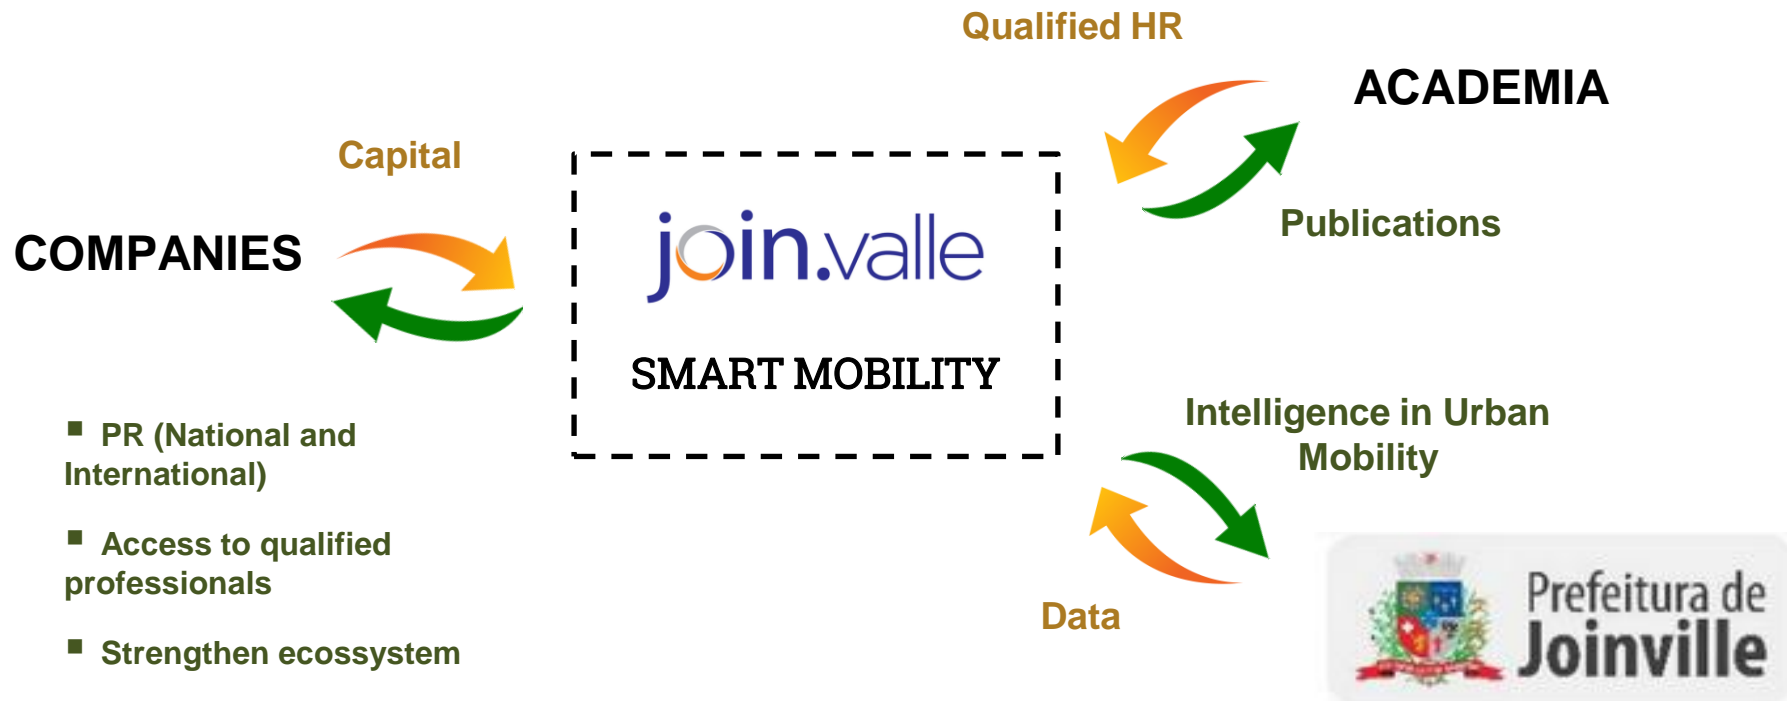 Qualified HR
ACADEMIA
Capital
Publications
COMPANIES
join.valle
SMART MOBILITY
▪ PR (National and
International)
▪ Access to qualified
professionals
▪ Strengthen ecossystem
Intelligence in Urban
Mobility
Data
Prefeitura de
Joinville